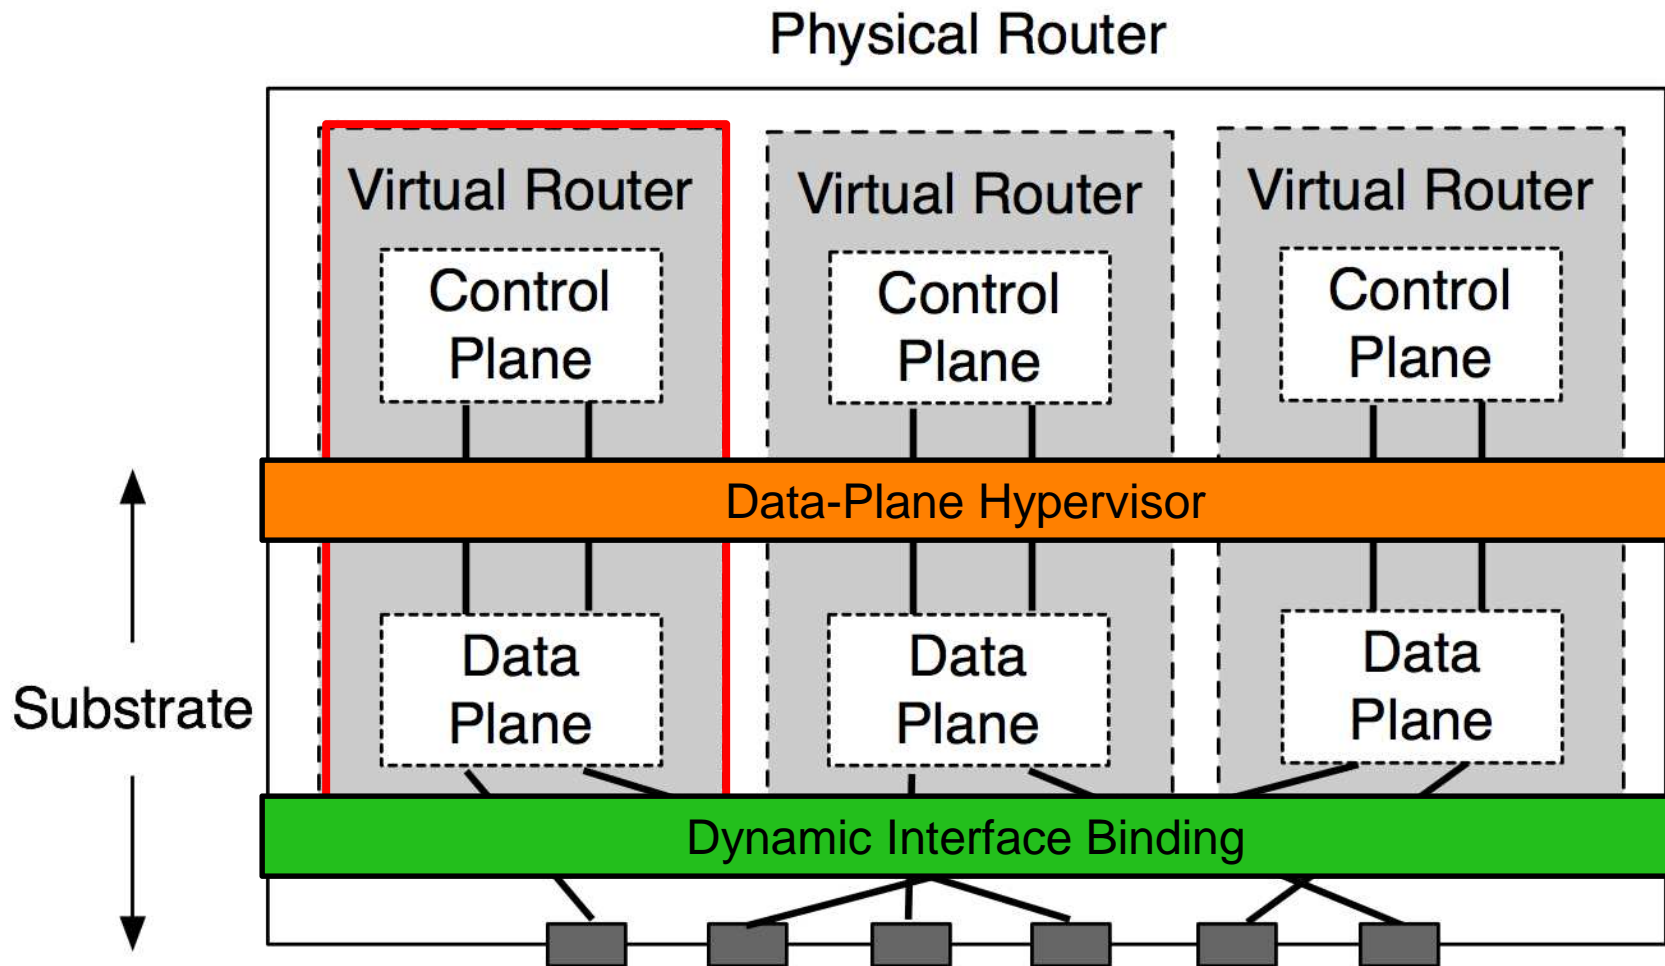 Physical Router
Virtual Router
Virtual Router
Virtual Router
Control
Plane
Control
Plane
Control
Plane
Data-Plane Hypervisor
Data
Plane
Data
Plane
Data
Plane
Substrate
Dynamic Interface Binding